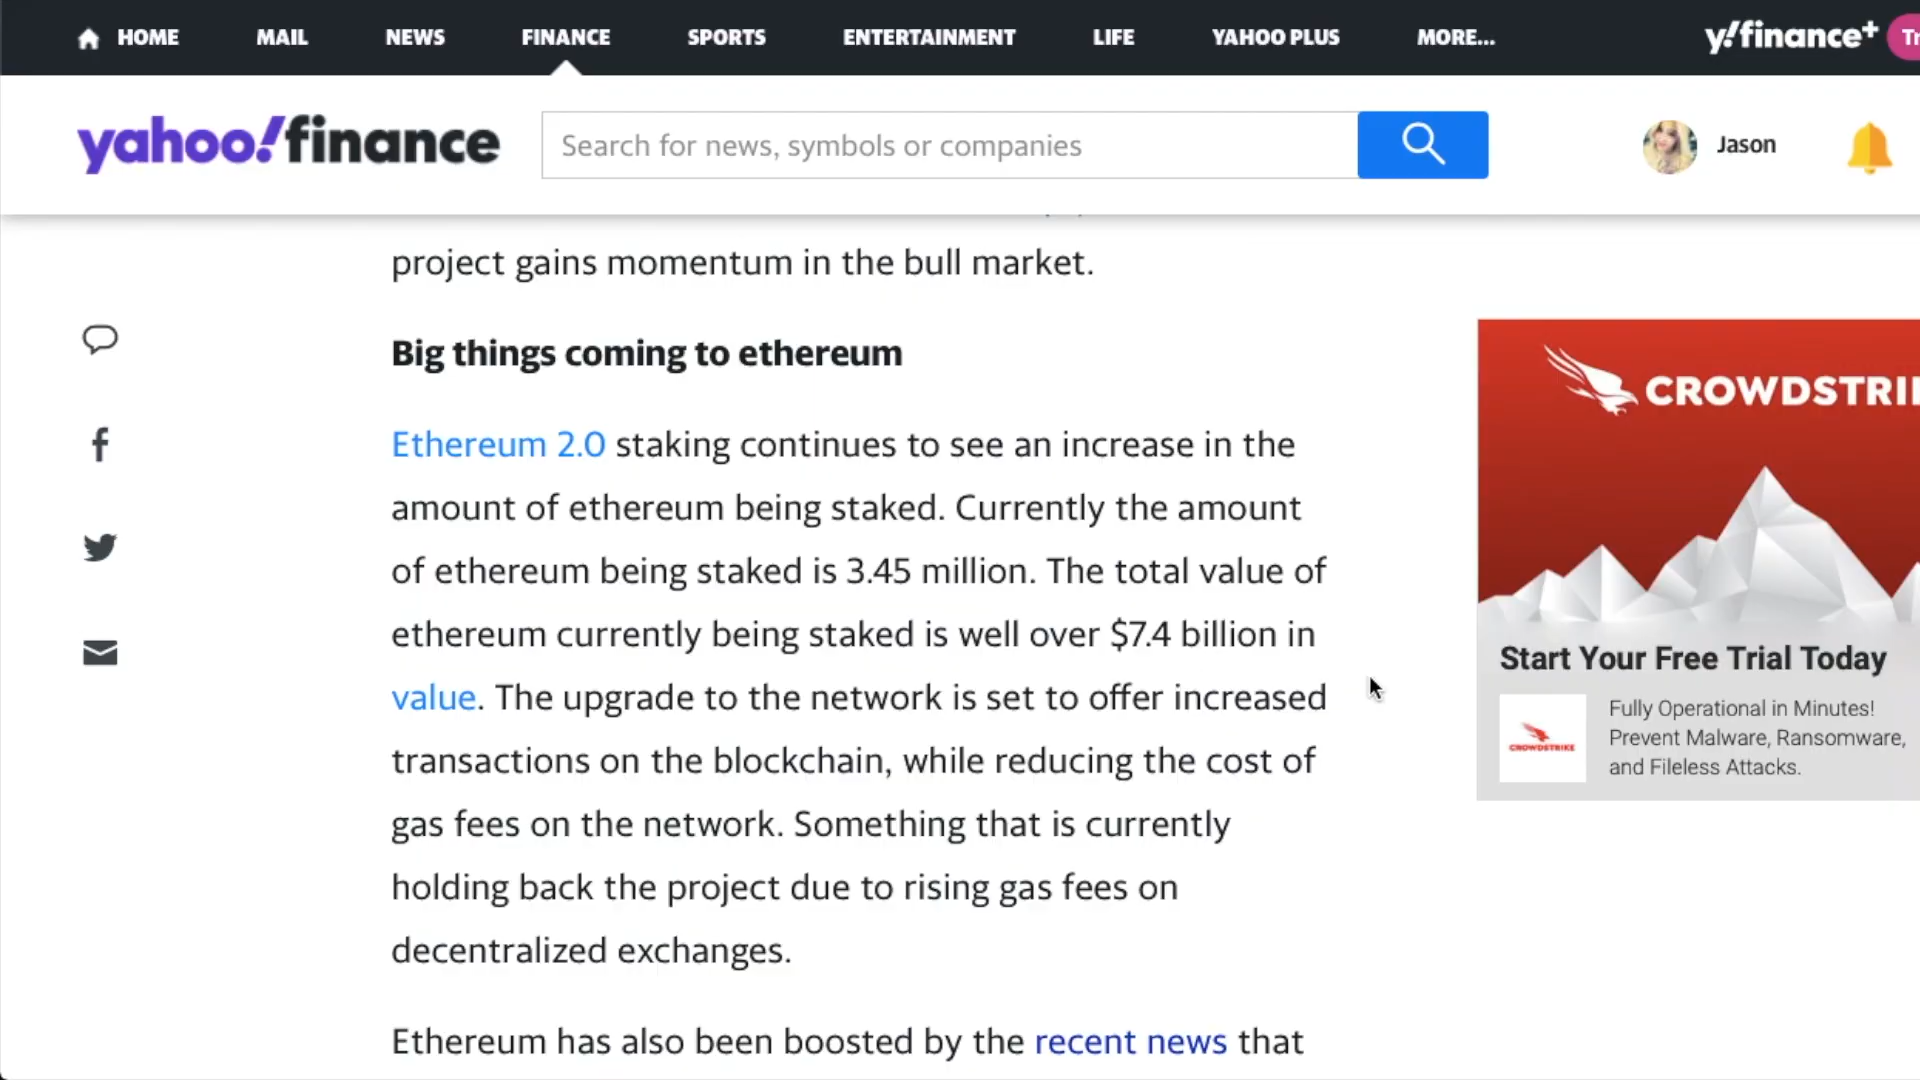 HOME MAIL NEWS FINANCE SPORTS ENTERTAINMENT LIFE YAHOO PLUS MORE... y!finance+ Tr
yahoo!finance Search for news, symbols or companies Jason
project gains momentum in the bull market.
Big things coming to ethereum
Ethereum 2.0 staking continues to see an increase in the
amount of ethereum being staked. Currently the amount
of ethereum being staked is 3.45 million. The total value of
ethereum currently being staked is well over $7.4 billion in
value. The upgrade to the network is set to offer increased
transactions on the blockchain, while reducing the cost of
gas fees on the network. Something that is currently
holding back the project due to rising gas fees on
decentralized exchanges.
Ethereum has also been boosted by the recent news that
CROWDSTRIK
Start Your Free Trial Today
Fully Operational in Minutes!
Prevent Malware, Ransomware,
and Fileless Attacks.
CROWDSTRIKE